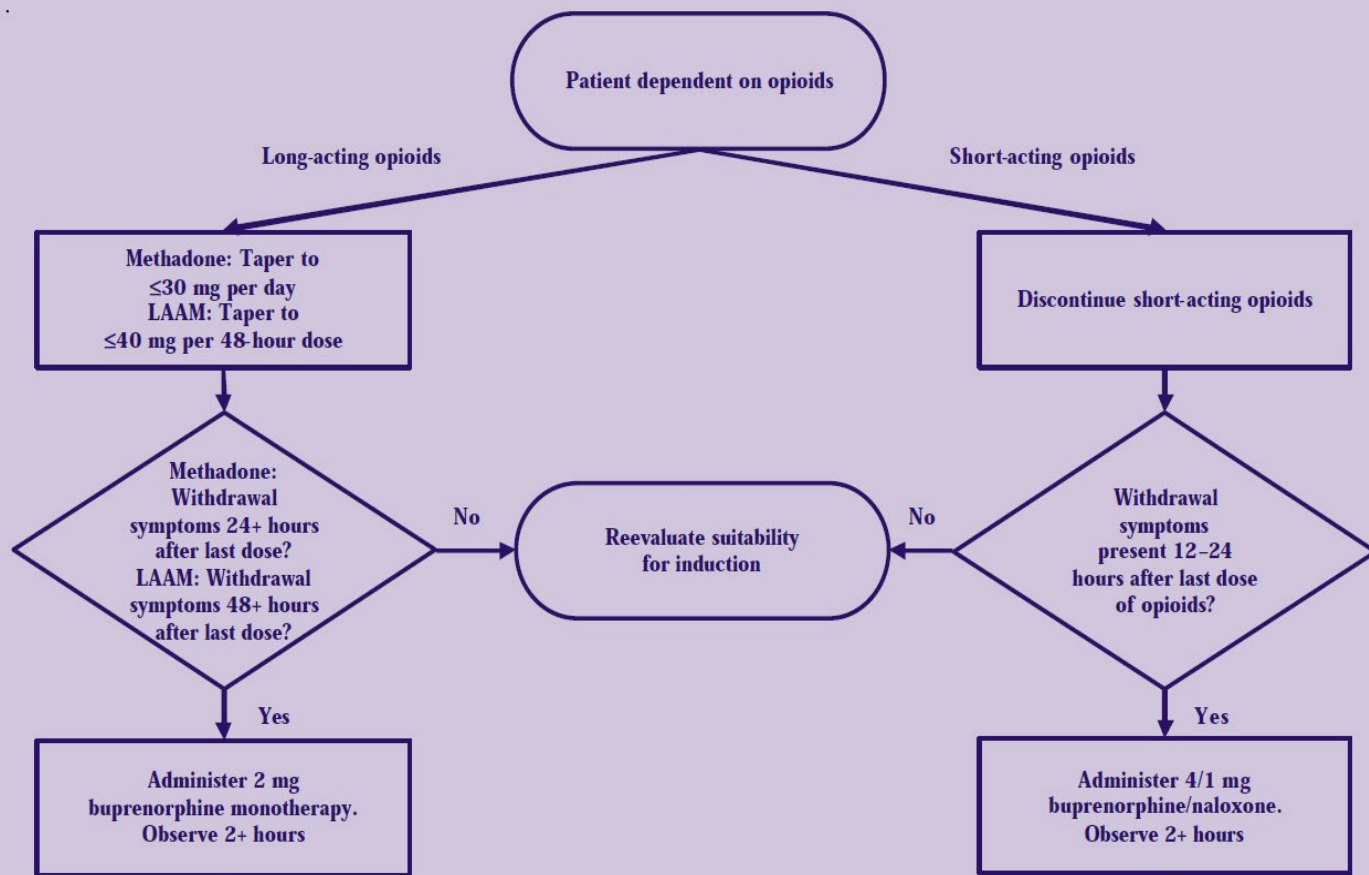 Patient dependent on opioids
Long-acting opioids
Short-acting opioids
Methadone: Taper to
≤30 mg per day
LAAM: Taper to
≤40 mg per 48-hour dose
Discontinue short-acting opioids
Methadone:
Withdrawal
symptoms 24+ hours
after last dose?
LAAM: Withdrawal
symptoms 48+ hours
after last dose?
No
Reevaluate suitability
for induction
No
Withdrawal
symptoms
present 12–24
hours after last dose
of opioids?
Yes
Yes
Administer 2 mg
buprenorphine monotherapy.
Observe 2+ hours
Administer 4/1 mg
buprenorphine/naloxone.
Observe 2+ hours